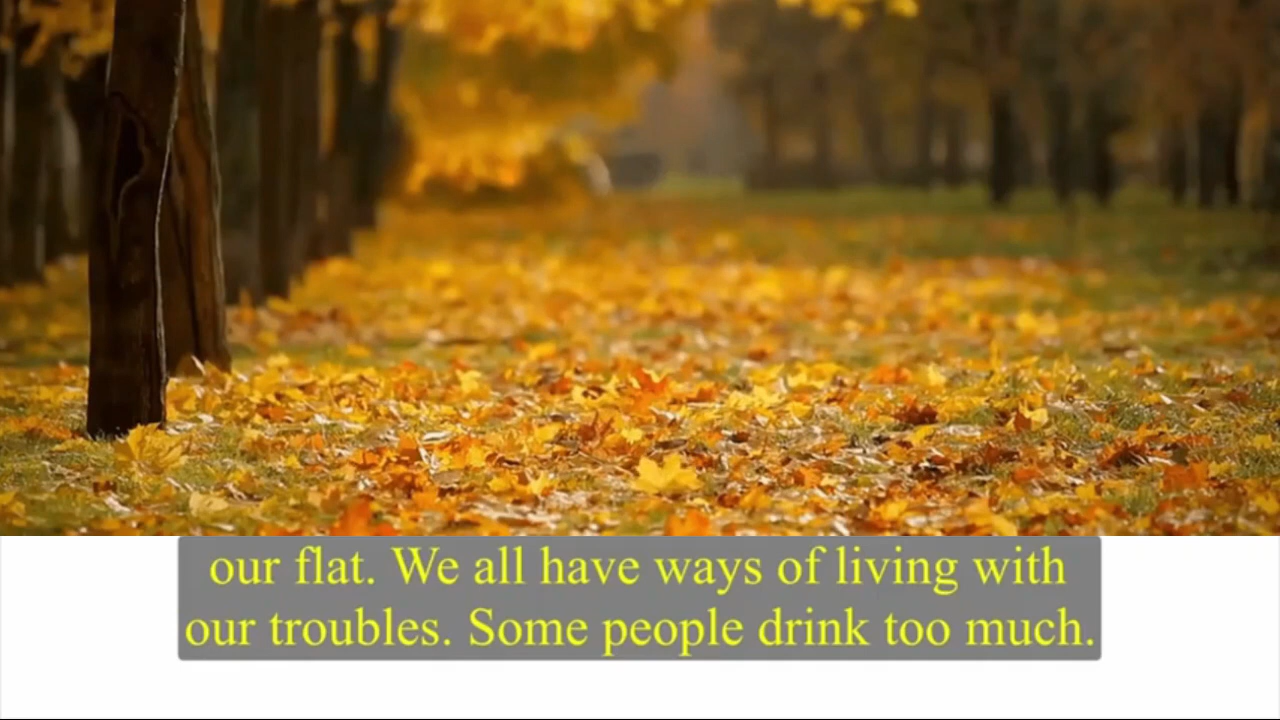 our flat. We all have ways of living with
our troubles. Some people drink too much.